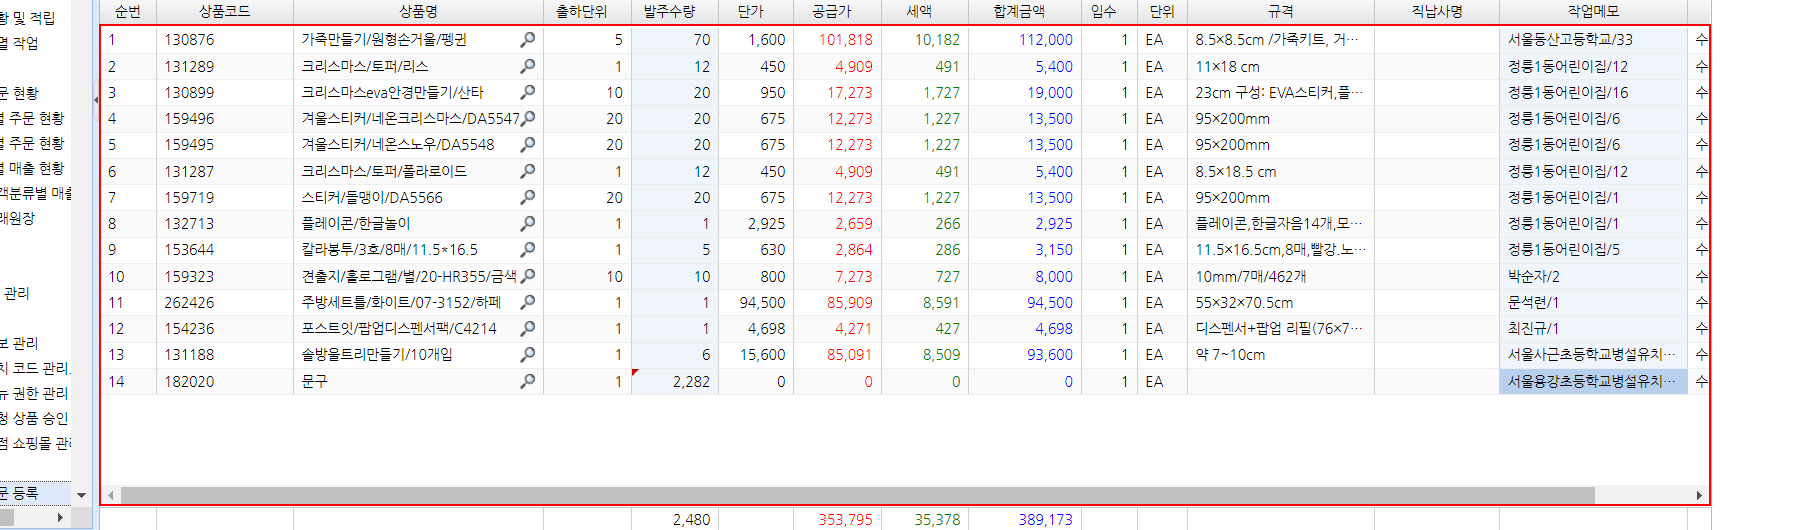 순번 상품코드 상품명 출하단위 발주수량 단가 공급가 세액 합계금액 입수 단위 규격 직납사명 작업메모
1 130876 가족만들기/원형손거울/펭귄 5 70 1,600 101,818 10,182 112,000 1 EA 8.5×8.5cm /가죽키트, 거… 서울동산고등학교/33 수
2 131289 크리스마스/토퍼/리스 1 12 450 4,909 491 5,400 1 EA 11×18 cm 정릉1동어린이집/12 수
3 130899 크리스마스eva안경만들기/산타 10 20 950 17,273 1,727 19,000 1 EA 23cm 구성: EVA스티커,플… 정릉1동어린이집/16 수
4 159496 겨울스티커/네온크리스마스/DA5547 20 20 675 12,273 1,227 13,500 1 EA 95×200mm 정릉1동어린이집/6 수
5 159495 겨울스티커/네온스노우/DA5548 20 20 675 12,273 1,227 13,500 1 EA 95×200mm 정릉1동어린이집/6 수
6 131287 크리스마스/토퍼/폴라로이드 1 12 450 4,909 491 5,400 1 EA 8.5×18.5 cm 정릉1동어린이집/12 수
7 159719 스티커/돌맹이/DA5566 20 20 675 12,273 1,227 13,500 1 EA 95×200mm 정릉1동어린이집/1 수
8 132713 플레이콘/한글놀이 1 1 2,925 2,659 266 2,925 1 EA 플레이콘,한글자음14개,모… 정릉1동어린이집/1 수
9 153644 칼라봉투/3호/8매/11.5*16.5 1 5 630 2,864 286 3,150 1 EA 11.5×16.5cm,8매,빨강.노… 정릉1동어린이집/5 수
10 159323 견출지/홀로그램/별/20-HR355/금색 10 10 800 7,273 727 8,000 1 EA 10mm/7매/462개 박순자/2 수
11 262426 주방세트틀/화이트/07-3152/하페 1 1 94,500 85,909 8,591 94,500 1 EA 55×32×70.5cm 문석련/1 수
12 154236 포스트잇/팝업디스펜서팩/C4214 1 1 4,698 4,271 427 4,698 1 EA 디스펜서+팝업 리필(76×7… 최진규/1 수
13 131188 솔방울트리만들기/10개입 1 6 15,600 85,091 8,509 93,600 1 EA 약 7~10cm 서울사근초등학교병설유치… 수
14 182020 문구 1 2,282 0 0 0 0 1 EA 서울용강초등학교병설유치… 수
2,480 353,795 35,378 389,173
황 및 적립
별 작업
문 현황
별 주문 현황
별 주문 현황
별 매출 현황
객분류별 매출
래원장
관리
보 관리
치 코드 관리
뉴 권한 관리
청 상품 승인
점 쇼핑몰 관리
문 등록